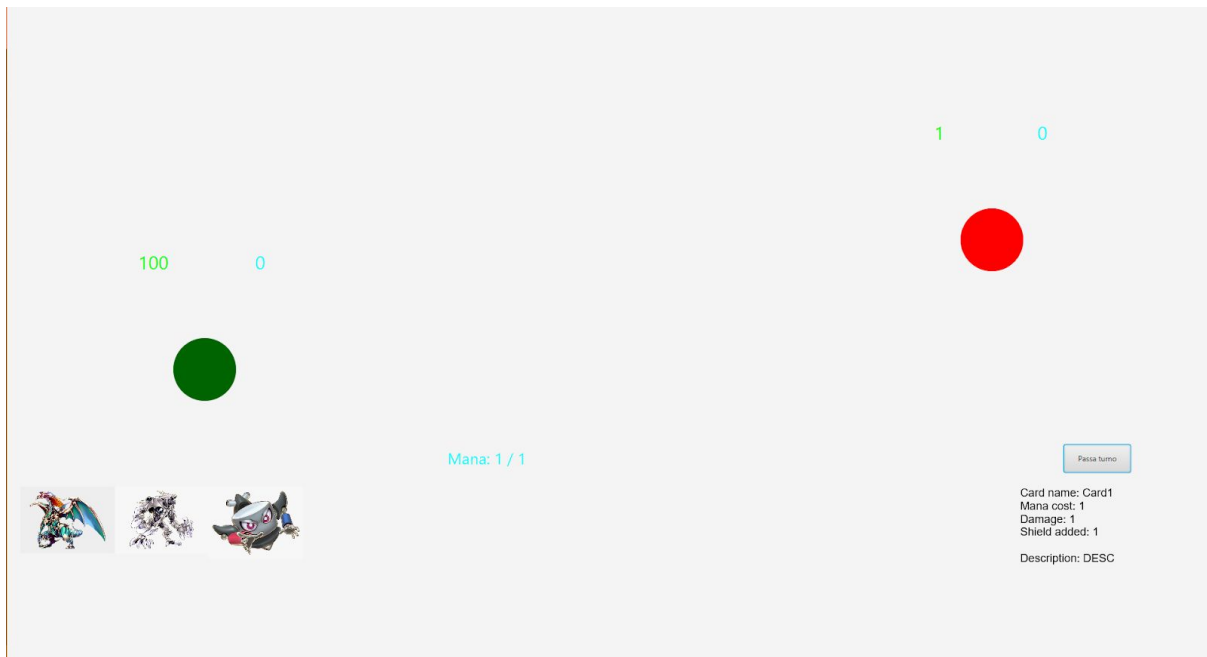 1 0
100 0
Mana: 1 / 1
Passa turno
Card name: Card1
Mana cost: 1
Damage: 1
Shield added: 1
Description: DESC